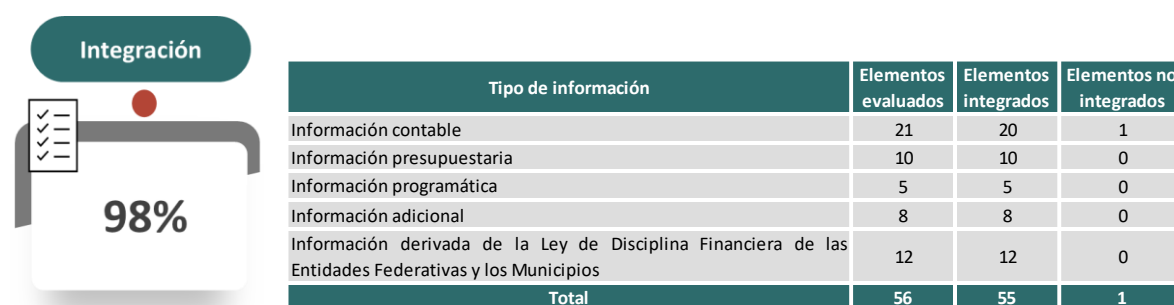 Integración
98%
Tipo de información Elementos evaluados Elementos integrados Elementos no integrados
Información contable 21 20 1
Información presupuestaria 10 10 0
Información programática 5 5 0
Información adicional 8 8 0
Información derivada de la Ley de Disciplina Financiera de las
Entidades Federativas y los Municipios 12 12 0
Total 56 55 1